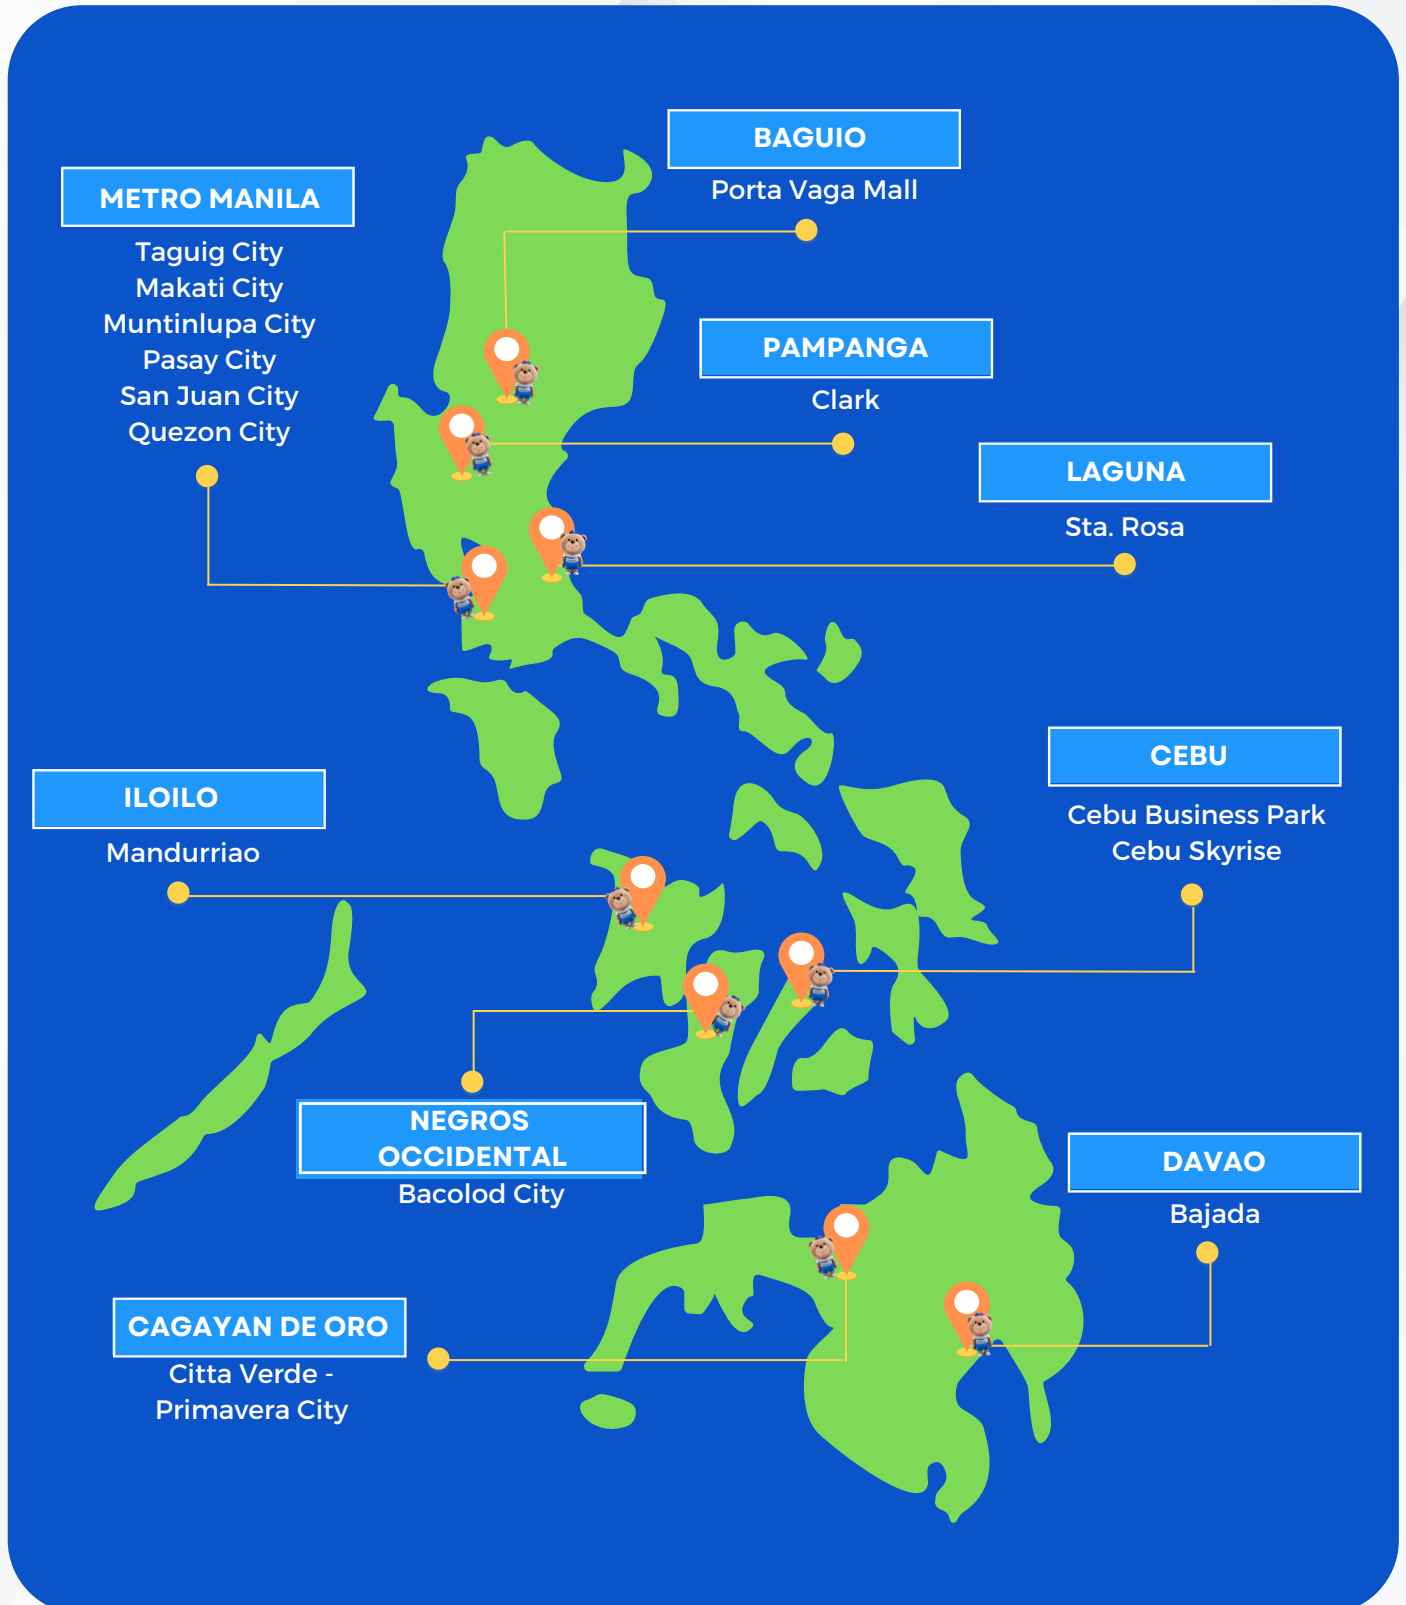 BAGUIO
Porta Vaga Mall
METRO MANILA
Taguig City
Makati City
Muntinlupa City
Pasay City
San Juan City
Quezon City
PAMPANGA
Clark
LAGUNA
Sta. Rosa
CEBU
Cebu Business Park
Cebu Skyrise
ILOILO
Mandurriao
NEGROS
OCCIDENTAL
Bacolod City
DAVAO
Bajada
CAGAYAN DE ORO
Citta Verde -
Primavera City